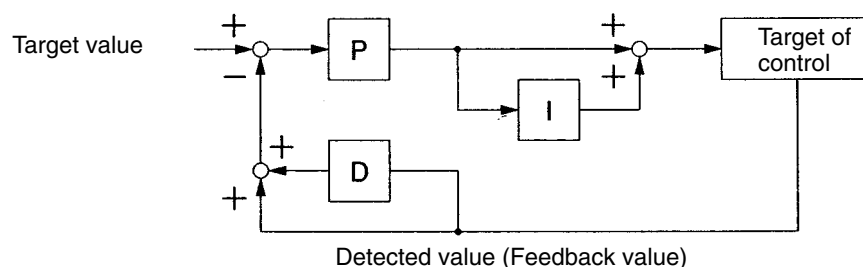 Target value
+
−
P
+
+
I
Target of
control
+
+
D
Detected value (Feedback value)